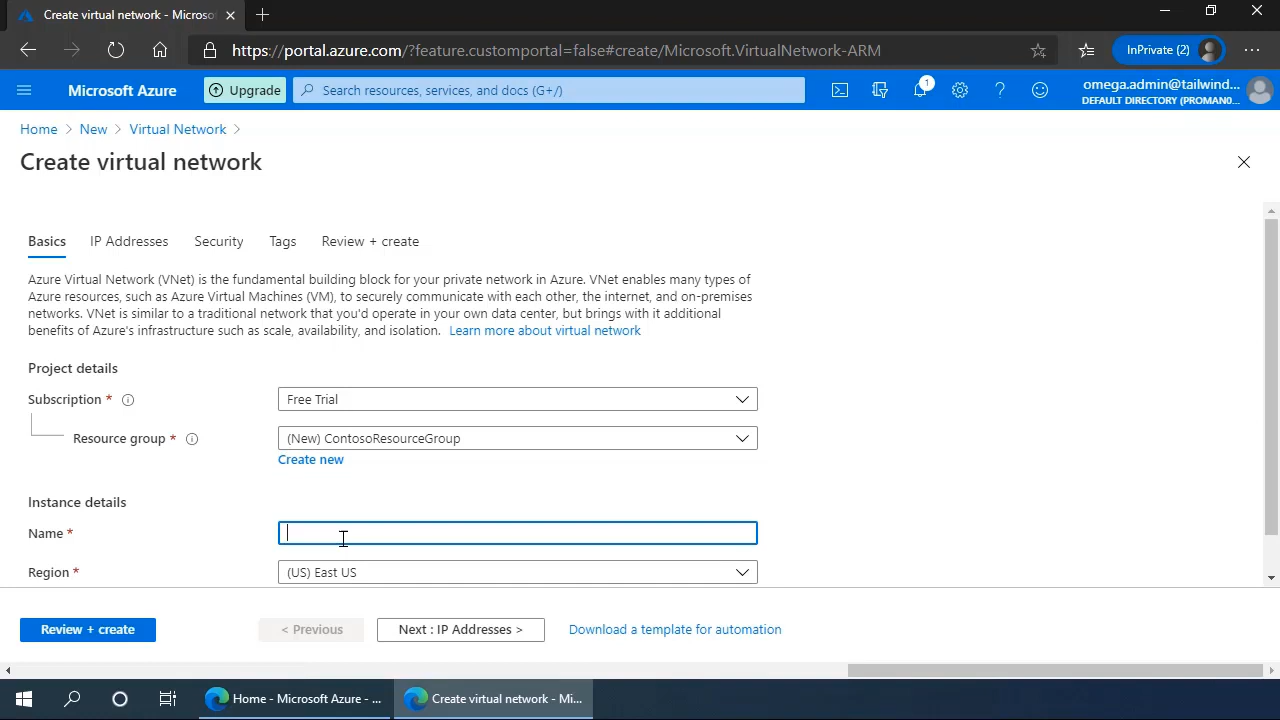 Create virtual network - Microso
https://portal.azure.com/?feature.customportal=false#create/Microsoft.VirtualNetwork-ARM
InPrivate (2)
Microsoft Azure
Upgrade
Search resources, services, and docs (G+/)
1
omega.admin@tailwind...
DEFAULT DIRECTORY (PROMAN0...
Home > New > Virtual Network >
Create virtual network
Basics
IP Addresses
Security
Tags
Review + create
Azure Virtual Network (VNet) is the fundamental building block for your private network in Azure. VNet enables many types of
Azure resources, such as Azure Virtual Machines (VM), to securely communicate with each other, the internet, and on-premises
networks. VNet is similar to a traditional network that you'd operate in your own data center, but brings with it additional
benefits of Azure's infrastructure such as scale, availability, and isolation. Learn more about virtual network
Project details
Subscription *
Free Trial
Resource group *
(New) ContosoResourceGroup
Create new
Instance details
Name *
Region *
(US) East US
Review + create
< Previous
Next : IP Addresses >
Download a template for automation
Home - Microsoft Azure - ...
Create virtual network - Mi...